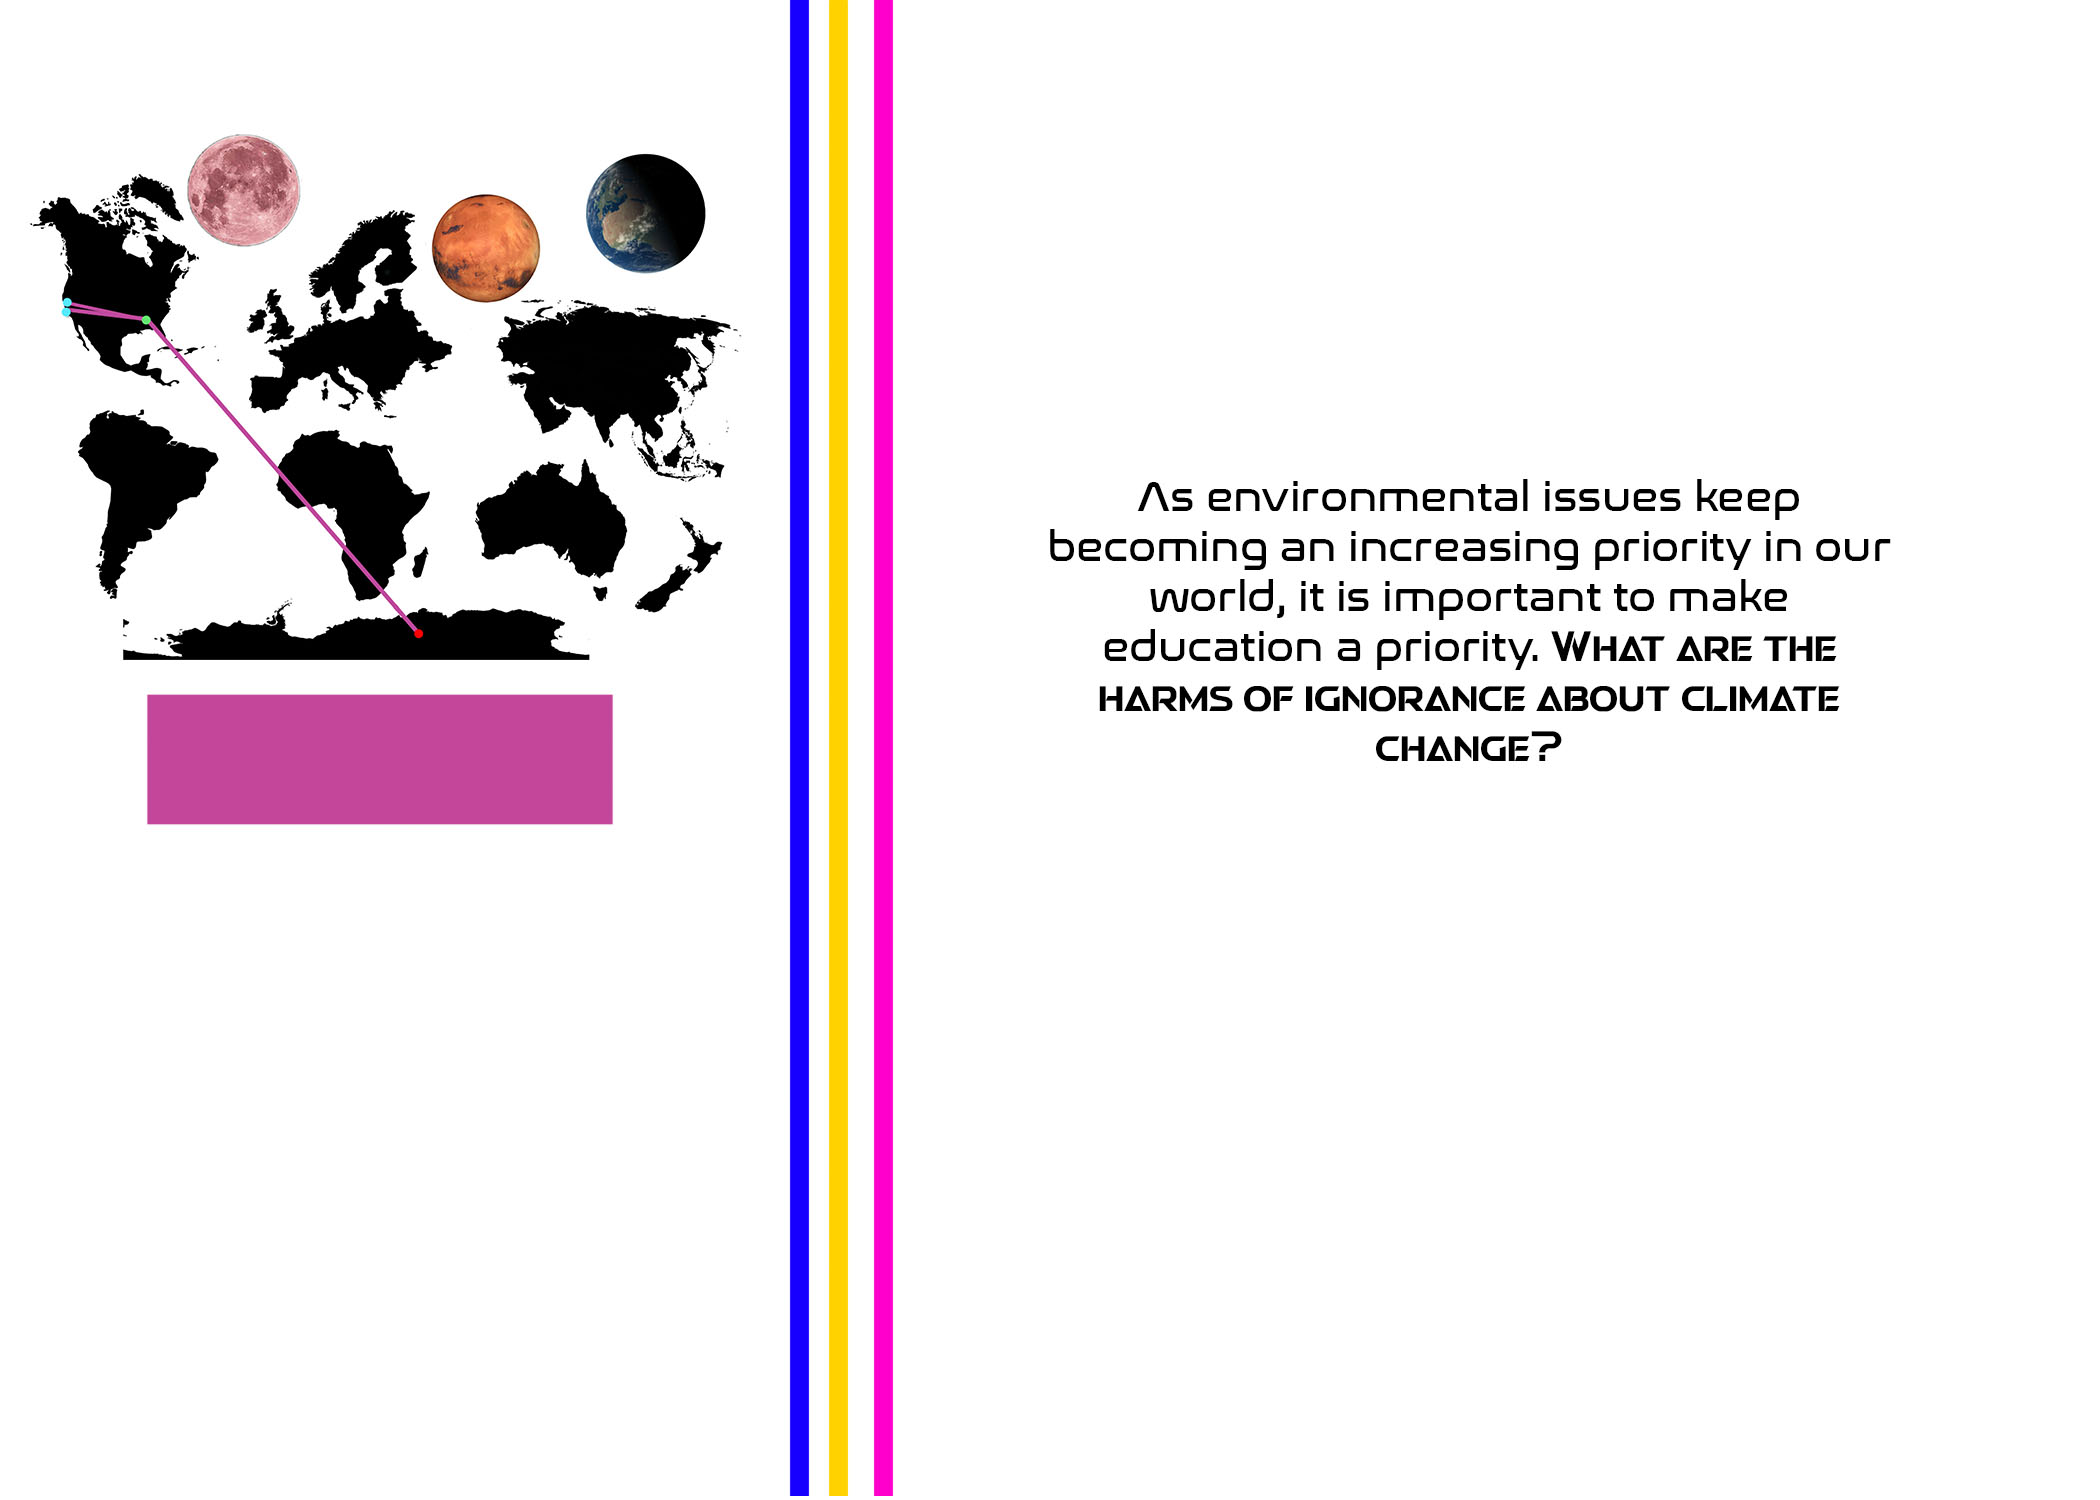 As environmental issues keep
becoming an increasing priority in our
world, it is important to make
education a priority. What are the
harms of ignorance about climate
change?